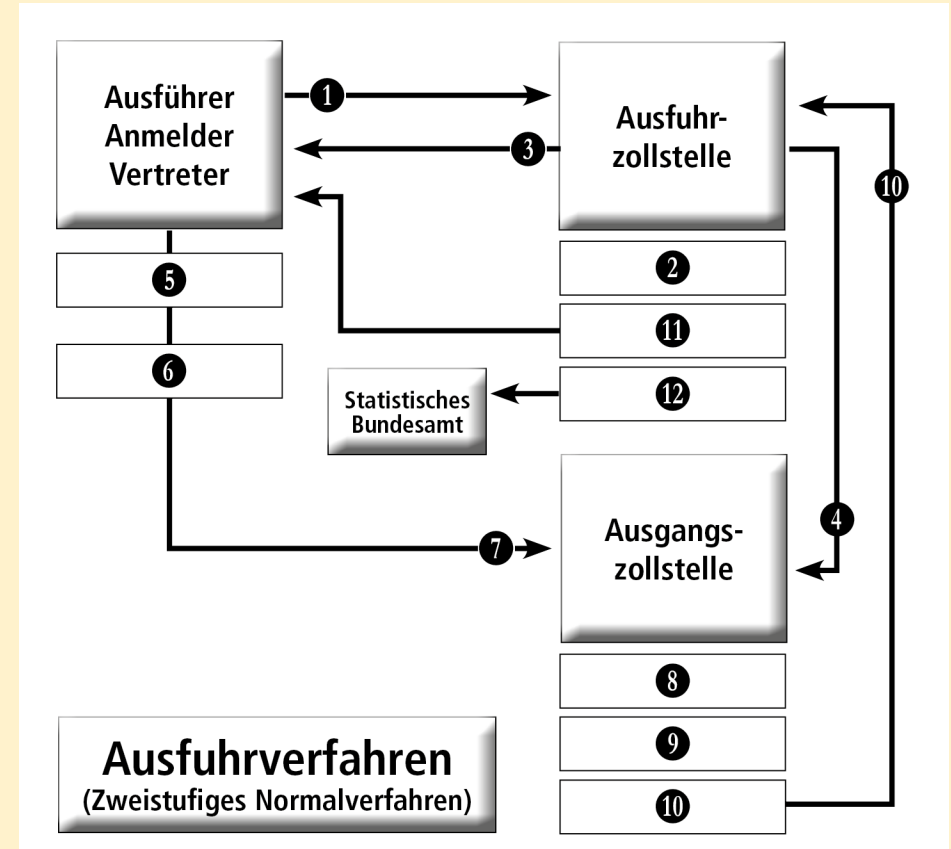 Ausführer
Anmelder
Vertreter
1
3
Ausfuhr-
zollstelle
10
5
6
2
11
12
Statistisches
Bundesamt
4
7
Ausgangs-
zollstelle
8
9
10
Ausfuhrverfahren
(Zweistufiges Normalverfahren)